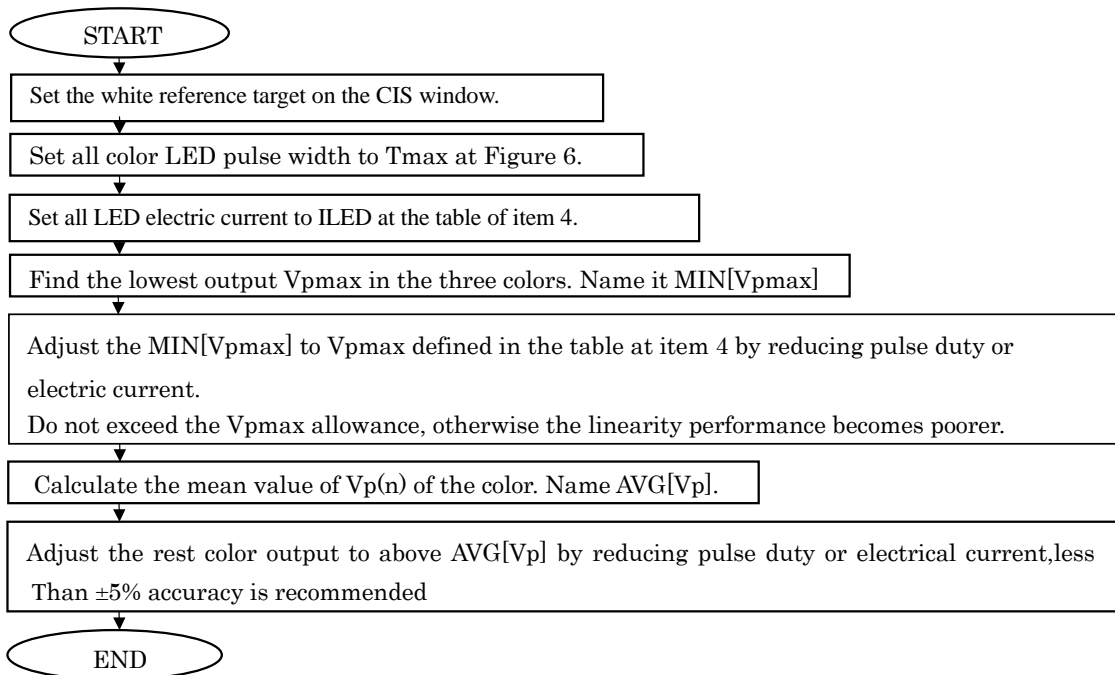 START
Set the white reference target on the CIS window.
Set all color LED pulse width to Tmax at Figure 6.
Set all LED electric current to ILED at the table of item 4.
Find the lowest output Vpmax in the three colors. Name it MIN[Vpmax]
Adjust the MIN[Vpmax] to Vpmax defined in the table at item 4 by reducing pulse duty or
electric current.
Do not exceed the Vpmax allowance, otherwise the linearity performance becomes poorer.
Calculate the mean value of Vp(n) of the color. Name AVG[Vp].
Adjust the rest color output to above AVG[Vp] by reducing pulse duty or electrical current,less
Than ±5% accuracy is recommended
END